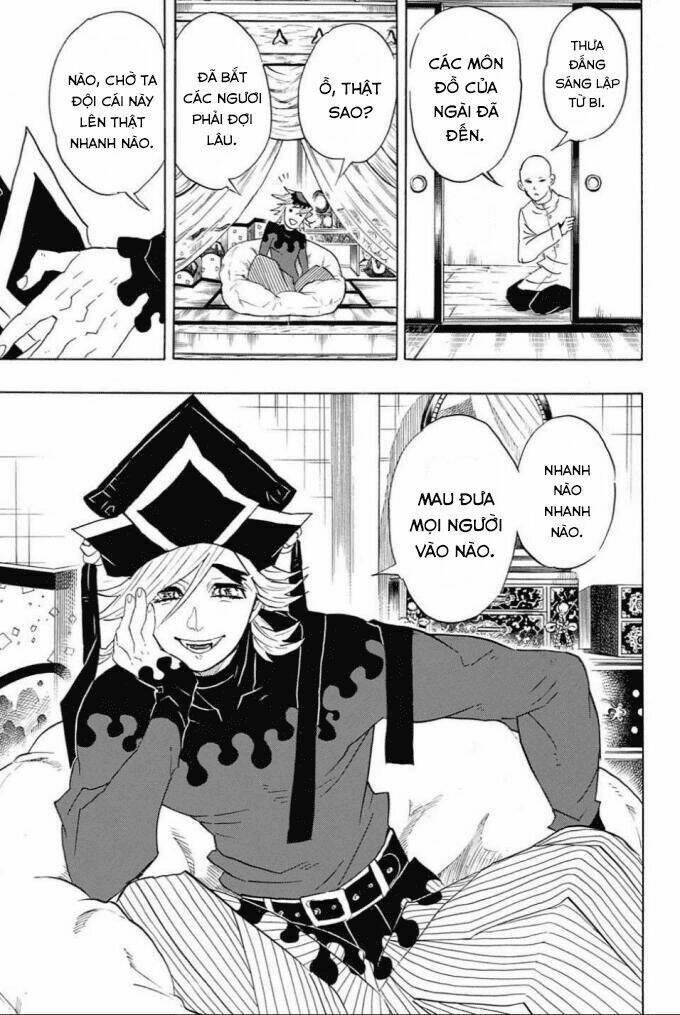 THƯA
ĐẤNG
SÁNG LẬP
TỪ BI.
CÁC MÔN
ĐỒ CỦA
NGÀI ĐÃ
ĐẾN.
Ồ, THẬT
SAO?
ĐÃ BẮT
CÁC NGƯƠI
PHẢI ĐỢI
LÂU.
NÀO, CHỜ TA
ĐỘI CÁI NÀY
LÊN THẬT
NHANH NÀO.
NHANH
NÀO
NHANH
NÀO.
MAU ĐƯA
MỌI NGƯỜI
VÀO NÀO.